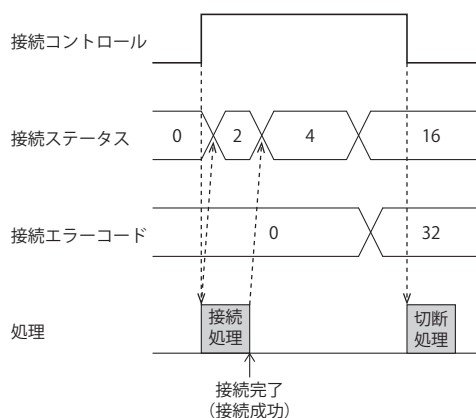 接続コントロール
接続ステータス
0
2
4
16
接続エラーコード
0
32
処理
接続
処理
切断
処理
接続完了
(接続成功)